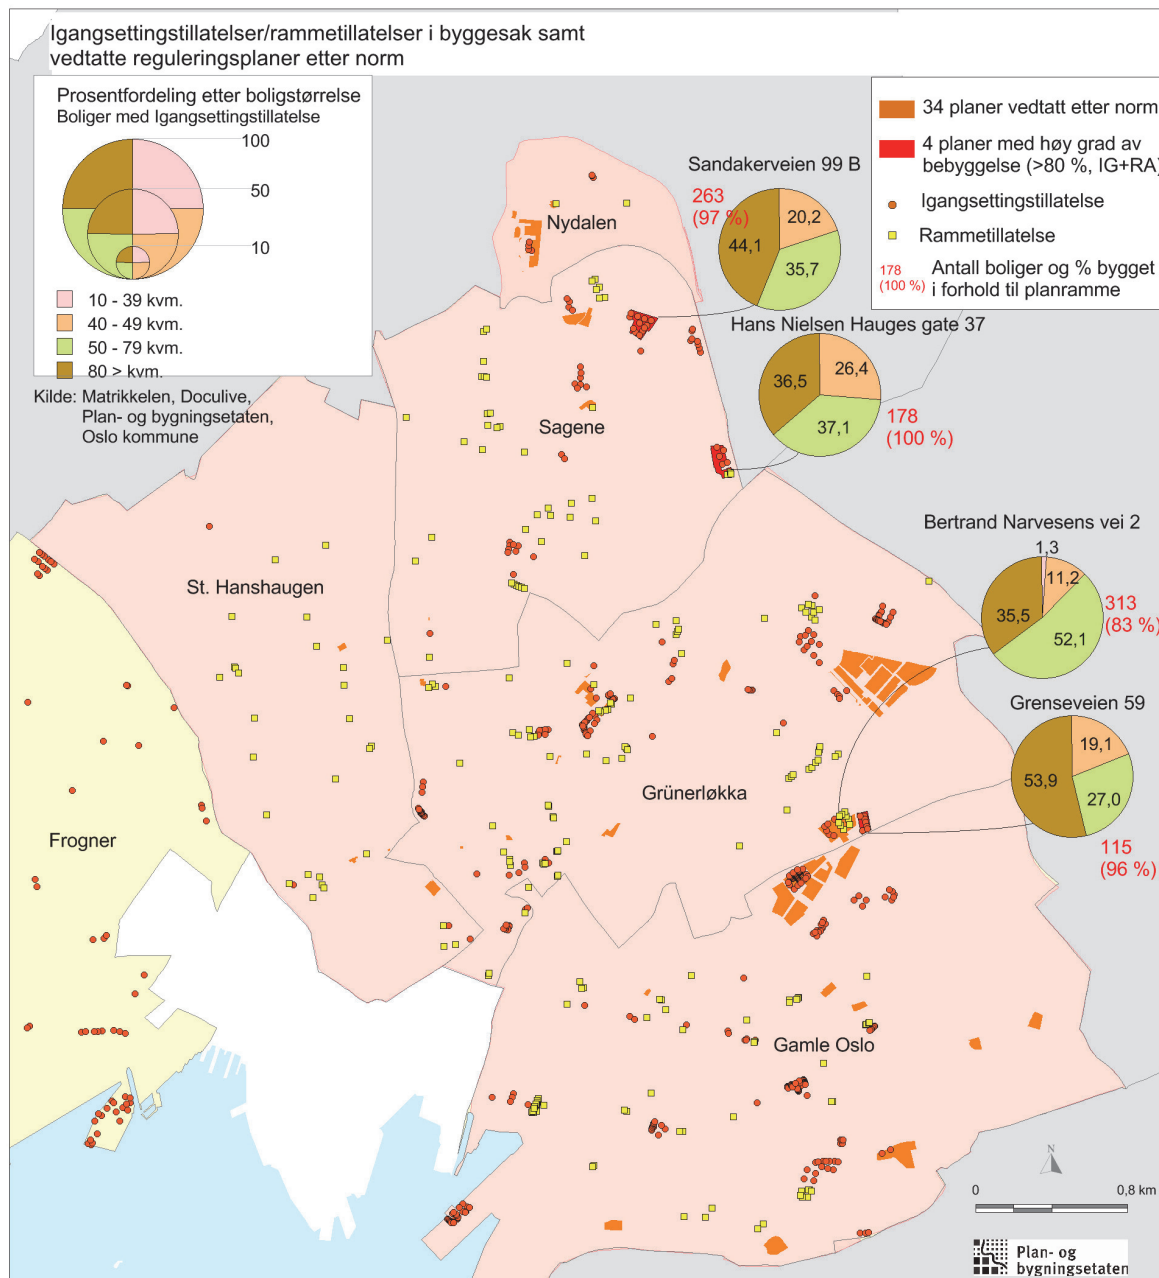 Igangsettingstillatelser/rammetillatelser i byggesak samt
vedtatte reguleringsplaner etter norm
Prosentfordeling etter boligstørrelse
Boliger med Igangsettingstillatelse
100
50
10
10 - 39 kvm.
40 - 49 kvm.
50 - 79 kvm.
80 > kvm.
Kilde: Matrikkelen, Doculive,
Plan- og bygningsetaten,
Oslo kommune
34 planer vedtatt etter norm
4 planer med høy grad av
bebyggelse (>80 %, IG+RA)
Igangsettingstillatelse
Rammetillatelse
178
(100 %)
Antall boliger og % bygget
i forhold til planramme
Sandakerveien 99 B
263
(97 %)
20,2
44,1
35,7
Nydalen
Hans Nielsen Hauges gate 37
36,5
26,4
37,1
178
(100 %)
Sagene
Bertrand Narvesens vei 2
1,3
11,2
35,5
52,1
313
(83 %)
St. Hanshaugen
Grenseveien 59
19,1
53,9
27,0
115
(96 %)
Grünerløkka
Frogner
Gamle Oslo
N
0
0,8 km
Plan- og
bygningsetaten